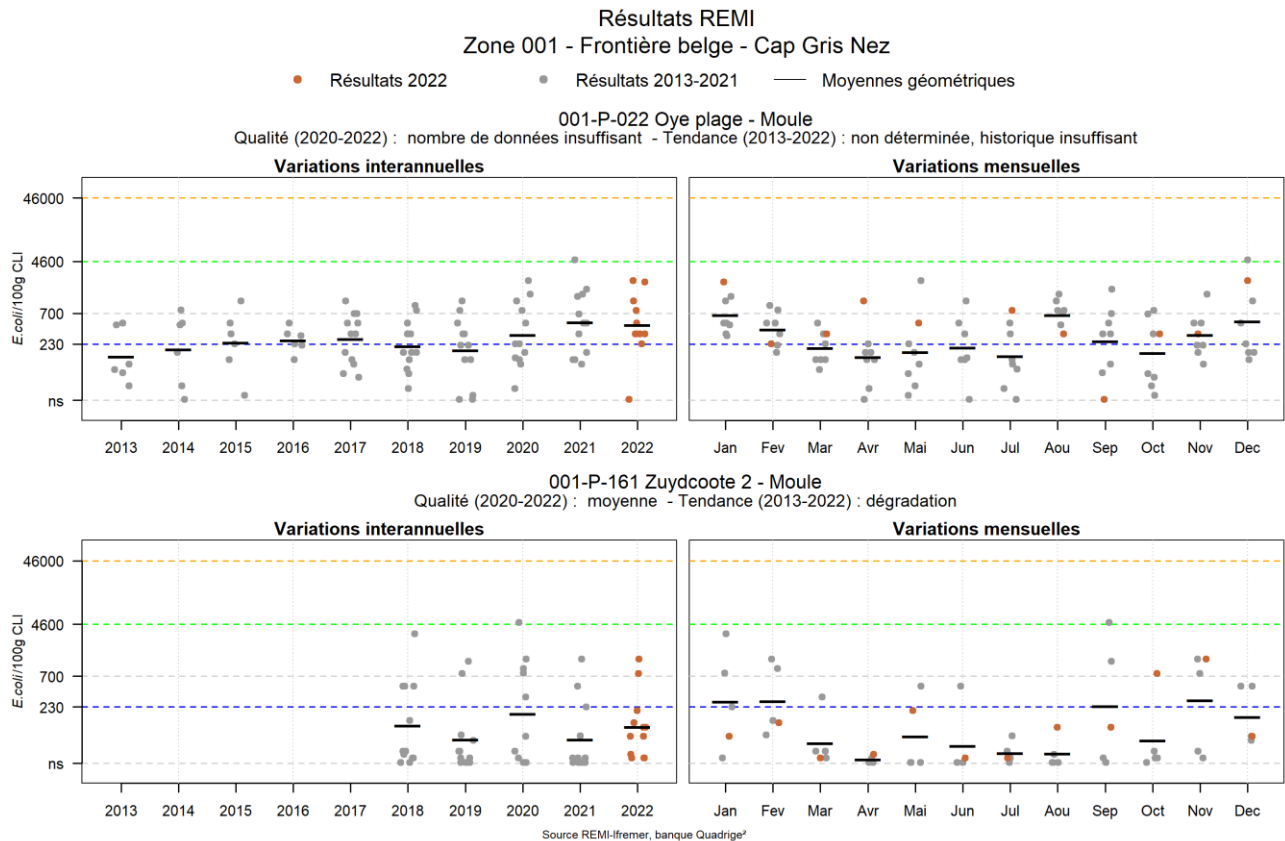 Résultats REMI
Zone 001 - Frontière belge - Cap Gris Nez
Résultats 2022 Résultats 2013-2021 Moyennes géométriques
001-P-022 Oye plage - Moule
Qualité (2020-2022) : nombre de données insuffisant - Tendance (2013-2022) : non déterminée, historique insuffisant
Variations interannuelles Variations mensuelles
E.coli/100g CLI
46000
4600
700
230
ns
2013 2014 2015 2016 2017 2018 2019 2020 2021 2022 Jan Fev Mar Avr Mai Jun Jul Aou Sep Oct Nov Dec
001-P-161 Zuydcoote 2 - Moule
Qualité (2020-2022) : moyenne - Tendance (2013-2022) : dégradation
Variations interannuelles Variations mensuelles
E.coli/100g CLI
46000
4600
700
230
ns
2013 2014 2015 2016 2017 2018 2019 2020 2021 2022 Jan Fev Mar Avr Mai Jun Jul Aou Sep Oct Nov Dec
Source REMI-Ifremer, banque Quadrige²